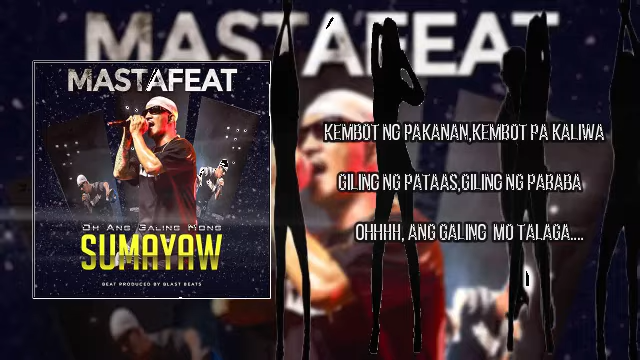 MASTAFEAT
MASTAFEAT
OH ANG GALING MONG
SUMAYAW
BEAT PRODUCED BY BLAST BEATS
KEMBOT NG PAKANAN,KEMBOT PA KALIWA
GILING NG PATAAS,GILING NG PABABA
OHHHH, ANG GALING MO TALAGA....